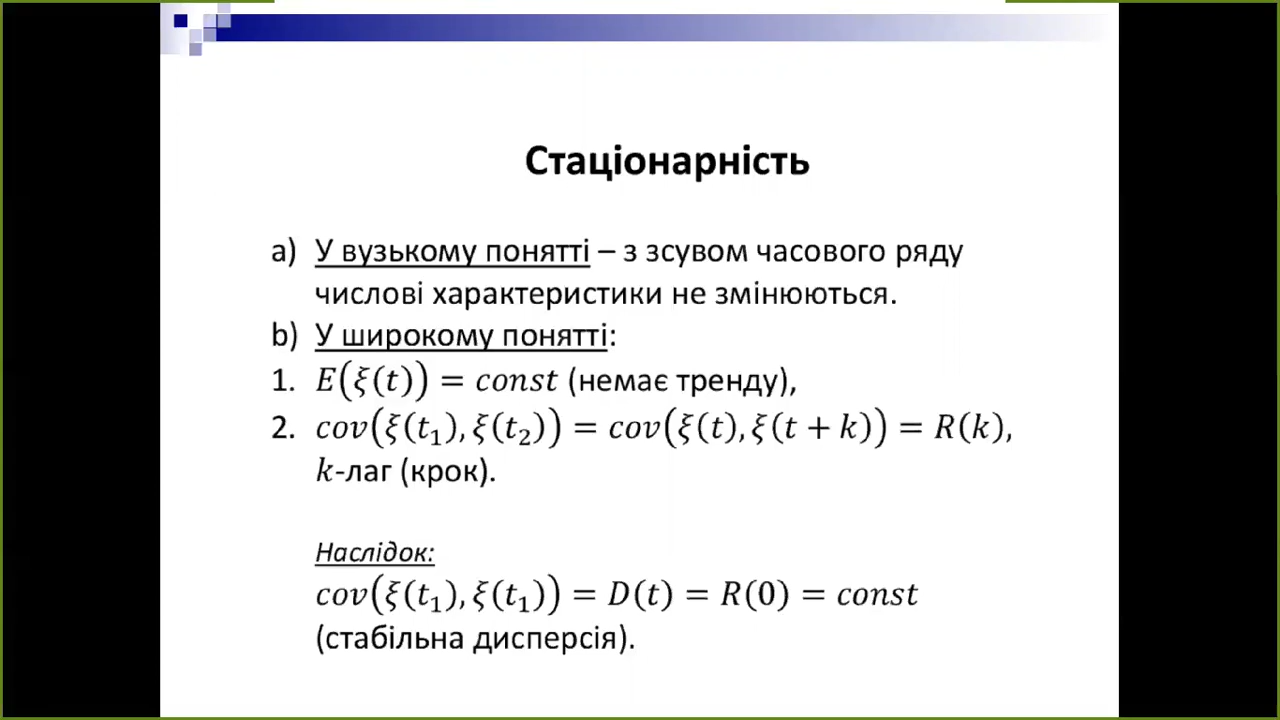 Стаціонарність
a) У вузькому понятті – з зсувом часового ряду
числові характеристики не змінюються.
b) У широкому понятті:
1. 𝐸(𝜉(𝑡)) = 𝑐𝑜𝑛𝑠𝑡 (немає тренду),
2. 𝑐𝑜𝑣(𝜉(𝑡₁), 𝜉(𝑡₂)) = 𝑐𝑜𝑣(𝜉(𝑡), 𝜉(𝑡 + 𝑘)) = 𝑅(𝑘),
𝑘-лаг (крок).
Наслідок:
𝑐𝑜𝑣(𝜉(𝑡₁), 𝜉(𝑡₁)) = 𝐷(𝑡) = 𝑅(0) = 𝑐𝑜𝑛𝑠𝑡
(стабільна дисперсія).